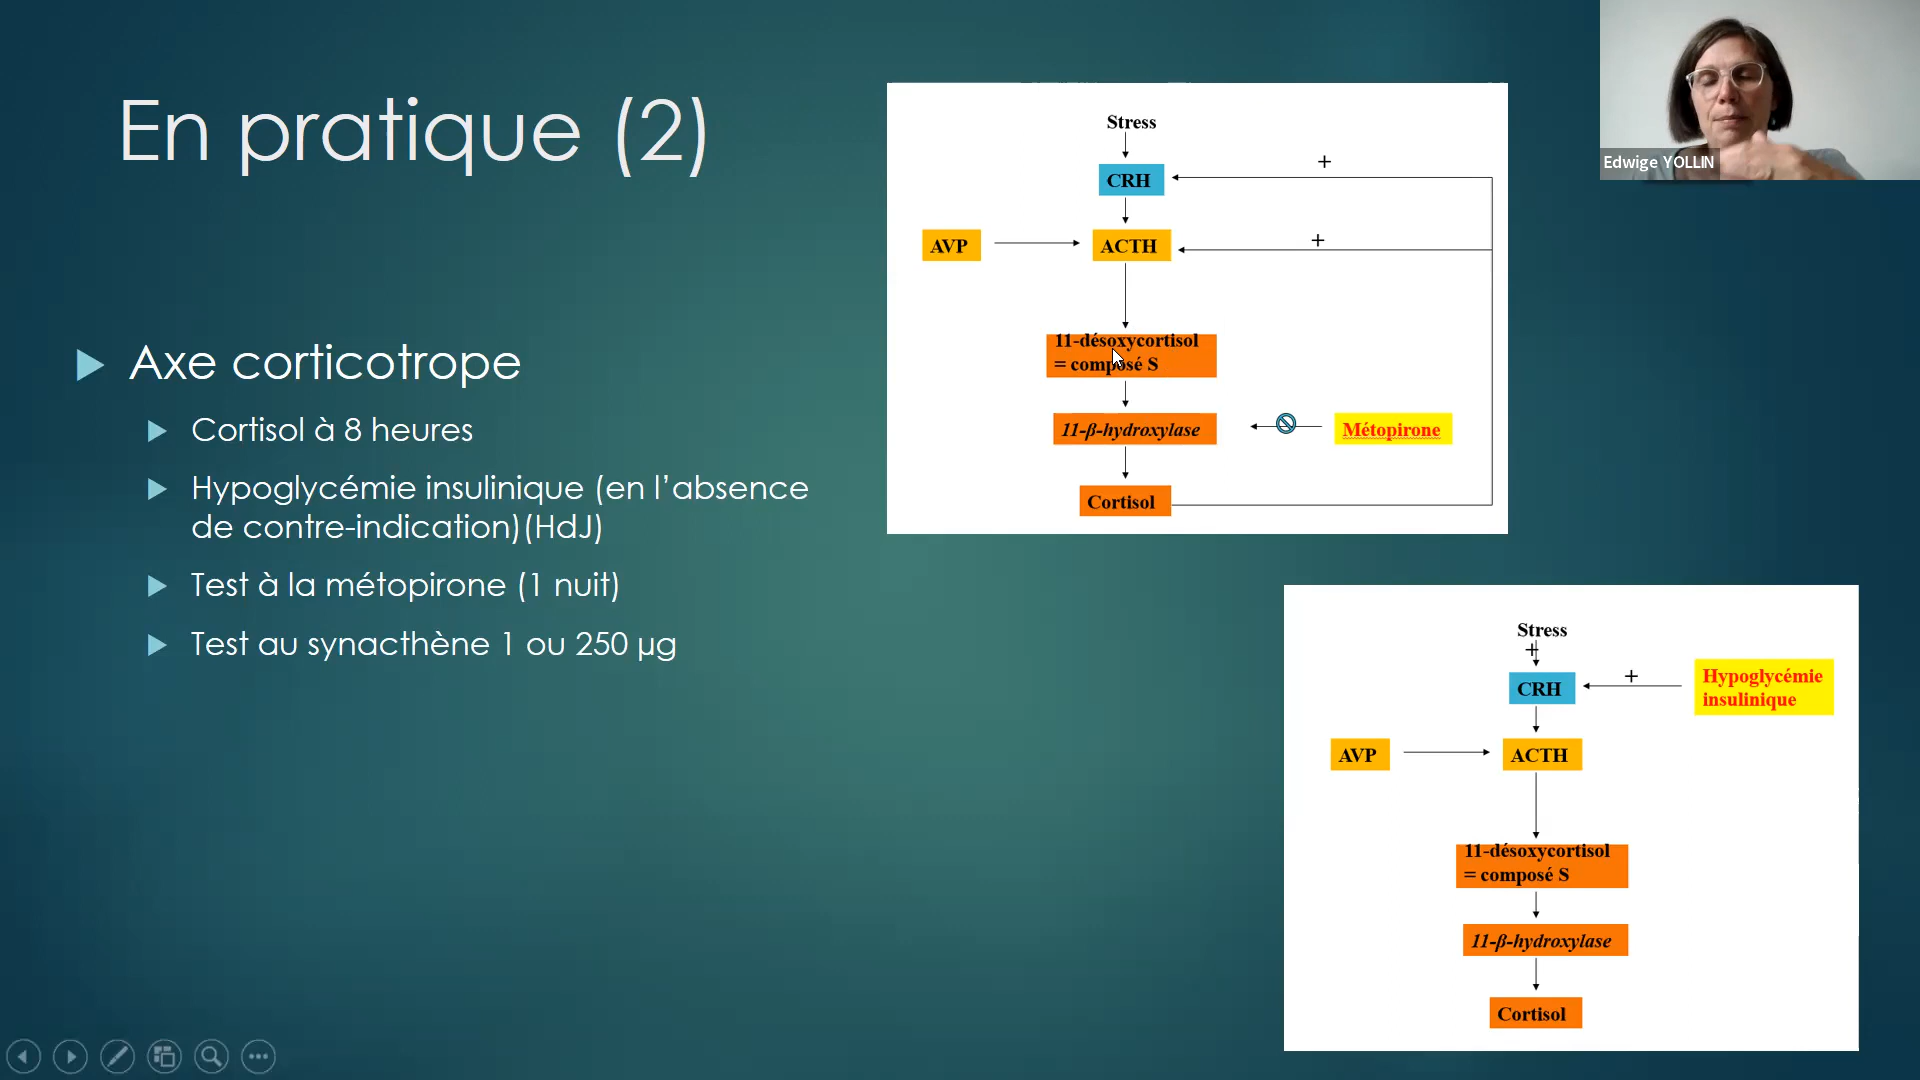 En pratique (2)
Axe corticotrope
Cortisol à 8 heures
Hypoglycémie insulinique (en l’absence
de contre-indication)(HdJ)
Test à la métopirone (1 nuit)
Test au synacthène 1 ou 250 µg
Stress
+
CRH
+
AVP
ACTH
11-désoxycortisol
= composé S
11-β-hydroxylase
Métopirone
Cortisol
Edwige YOLLIN
Stress
+
CRH
+
Hypoglycémie
insulinique
AVP
ACTH
11-désoxycortisol
= composé S
11-β-hydroxylase
Cortisol